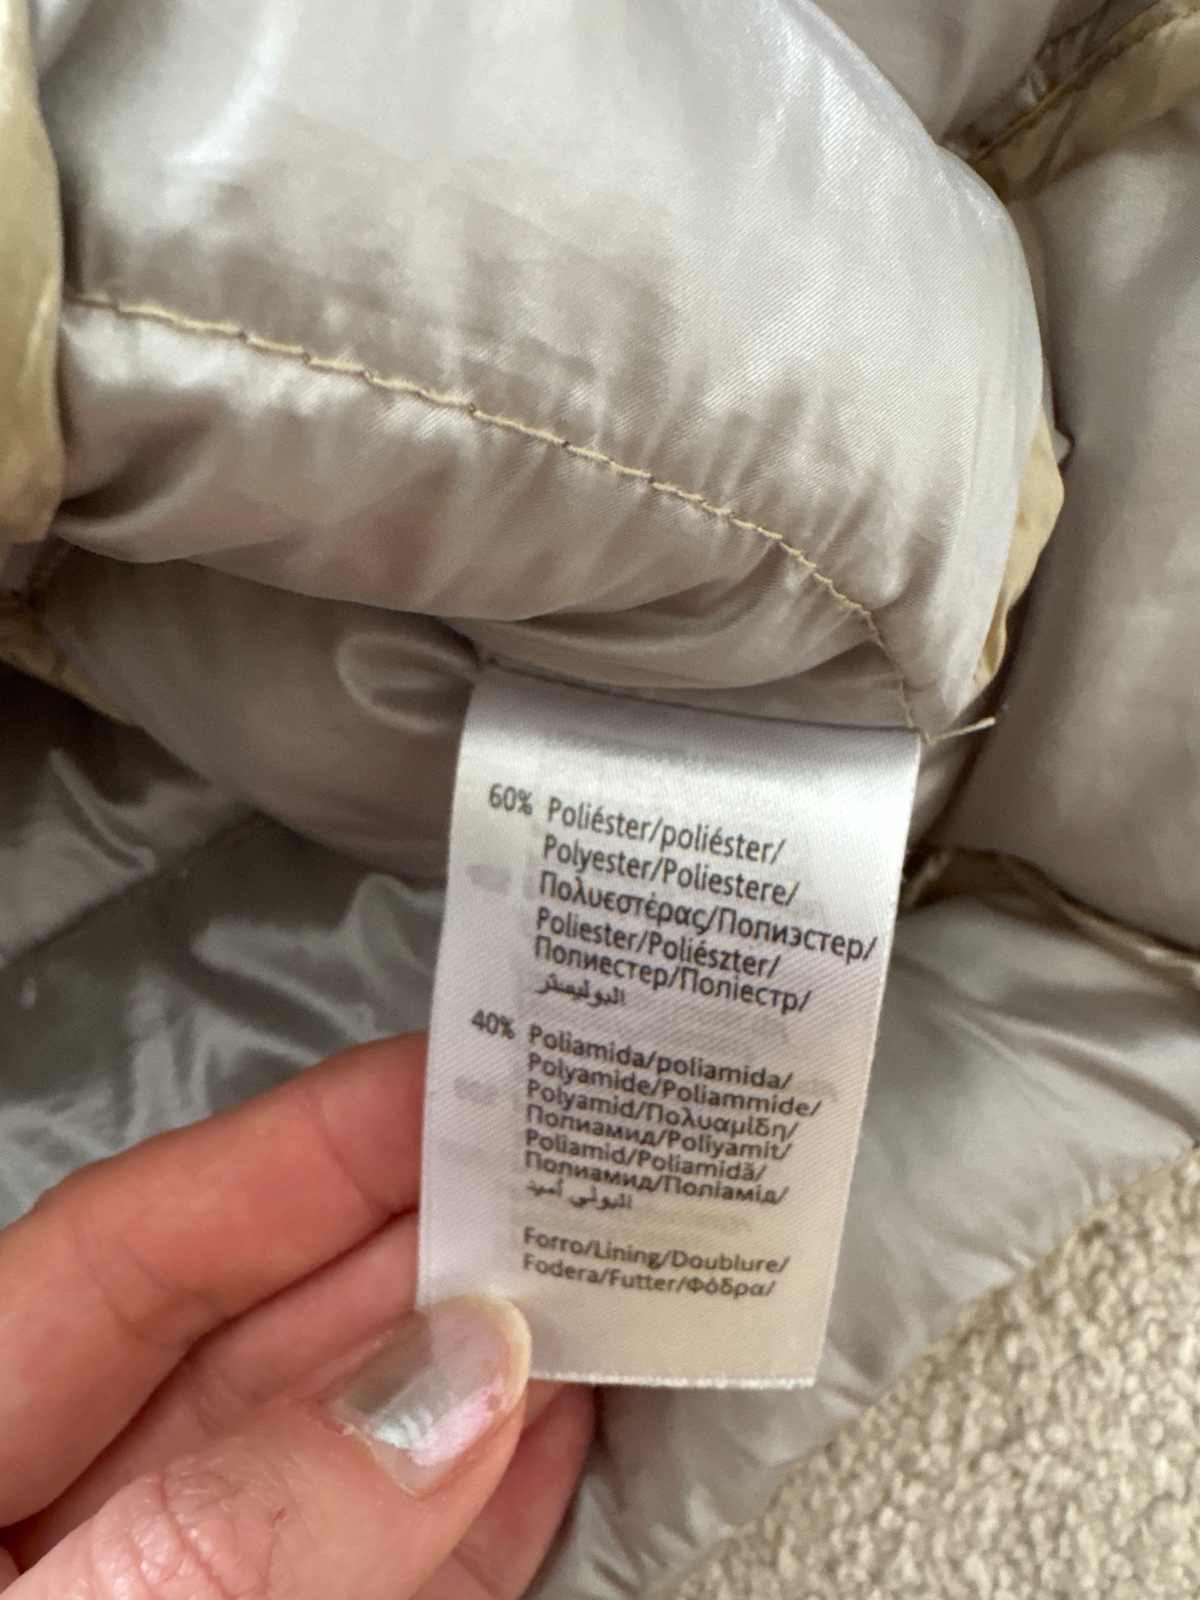 60% Poliéster/poliéster/
Polyester/Poliestere/
Πολυεστέρας/Полиэстер/
Poliester/Poliészter/
Полиестер/Поліестр/
البوليستر
40% Poliamida/poliamida/
Polyamide/Poliammide/
Polyamid/Πολυαμίδη/
Полиамид/Poliyamit/
Poliamid/Poliamidă/
Полиамид/Поліамід/
البولي أميد
Forro/Lining/Doublure/
Fodera/Futter/Φόδρα/